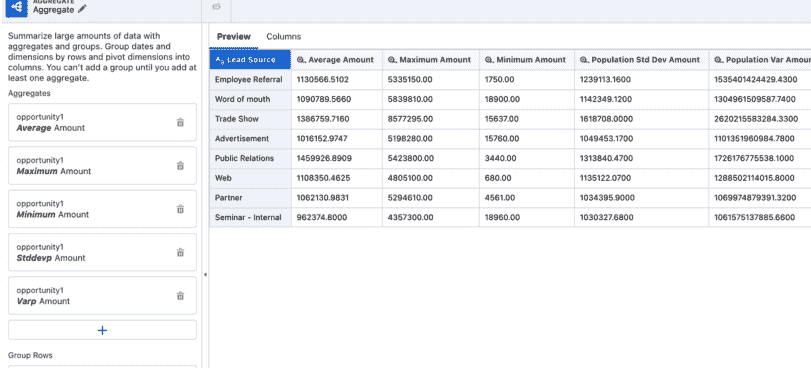 AGGREGATE
Aggregate
Summarize large amounts of data with
aggregates and groups. Group dates and
dimensions by rows and pivot dimensions into
columns. You can't add a group until you add at
least one aggregate.
Aggregates
opportunity1
Average Amount
opportunity1
Maximum Amount
opportunity1
Minimum Amount
opportunity1
Stddevp Amount
opportunity1
Varp Amount
Group Rows
Preview Columns
Lead Source Average Amount Maximum Amount Minimum Amount Population Std Dev Amount Population Var Amoun
Employee Referral 1130566.5102 5335150.00 1750.00 1239113.1600 1535401424429.4300
Word of mouth 1090789.5660 5839810.00 18900.00 1142349.1200 1304961509587.7400
Trade Show 1386759.7160 8577295.00 15637.00 1618708.0000 2620215583284.3300
Advertisement 1016152.9747 5198280.00 15760.00 1049453.1700 1101351960984.7800
Public Relations 1459926.8909 5423800.00 3440.00 1313840.4700 1726176775538.1000
Web 1108350.4625 4805100.00 680.00 1135122.0700 1288502114015.8000
Partner 1062130.9831 5294610.00 4561.00 1034395.9000 1069974879391.3200
Seminar - Internal 962374.8000 4357300.00 18960.00 1030327.6800 1061575137885.6600